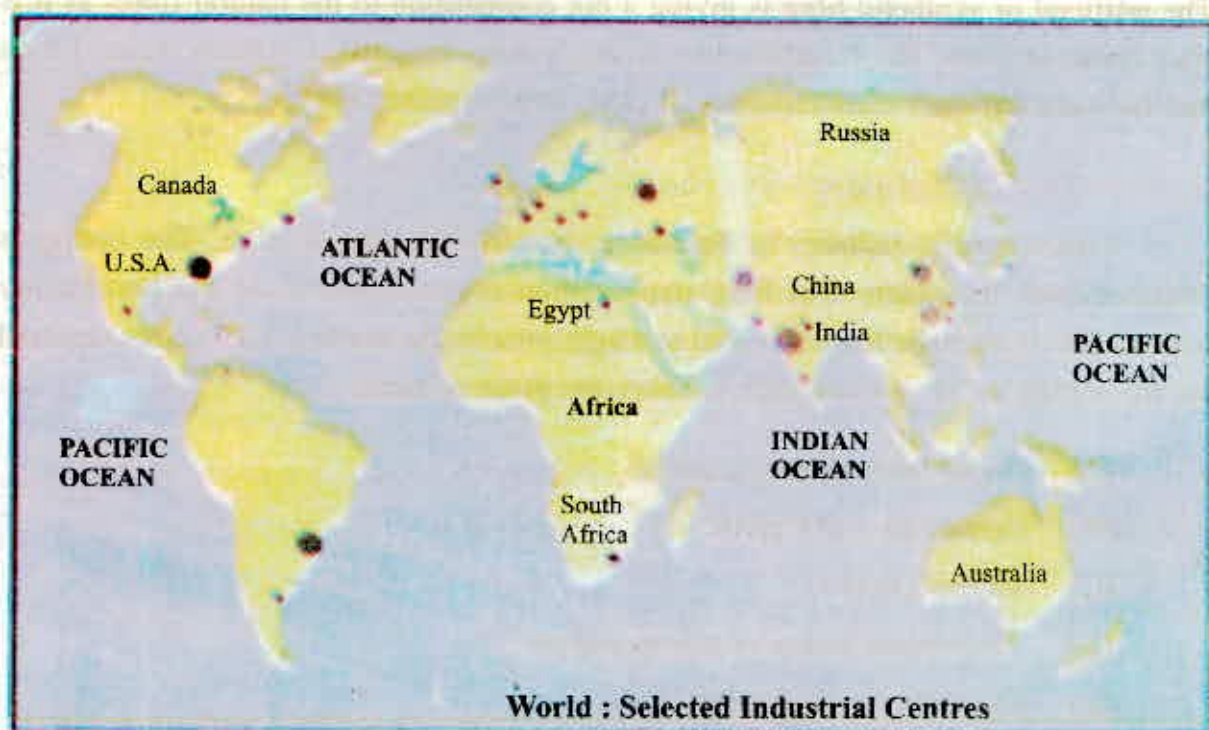 Russia
Canada
ATLANTIC
OCEAN
U.S.A.
China
Egypt
India
PACIFIC
OCEAN
Africa
PACIFIC
OCEAN
INDIAN
OCEAN
South
Africa
Australia
World : Selected Industrial Centres